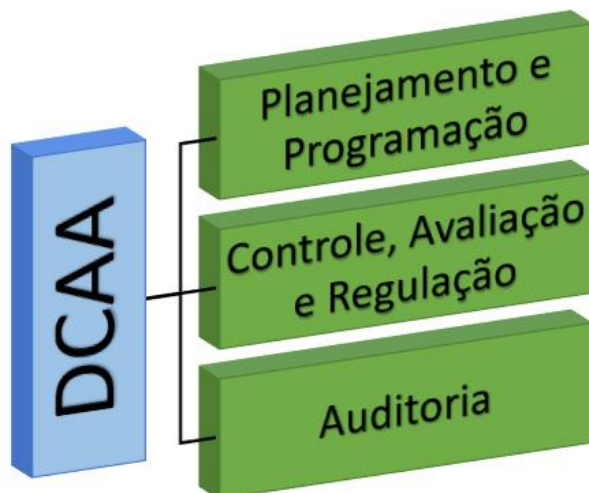 DCAA
Planejamento e
Programação
Controle, Avaliação
e Regulação
Auditoria